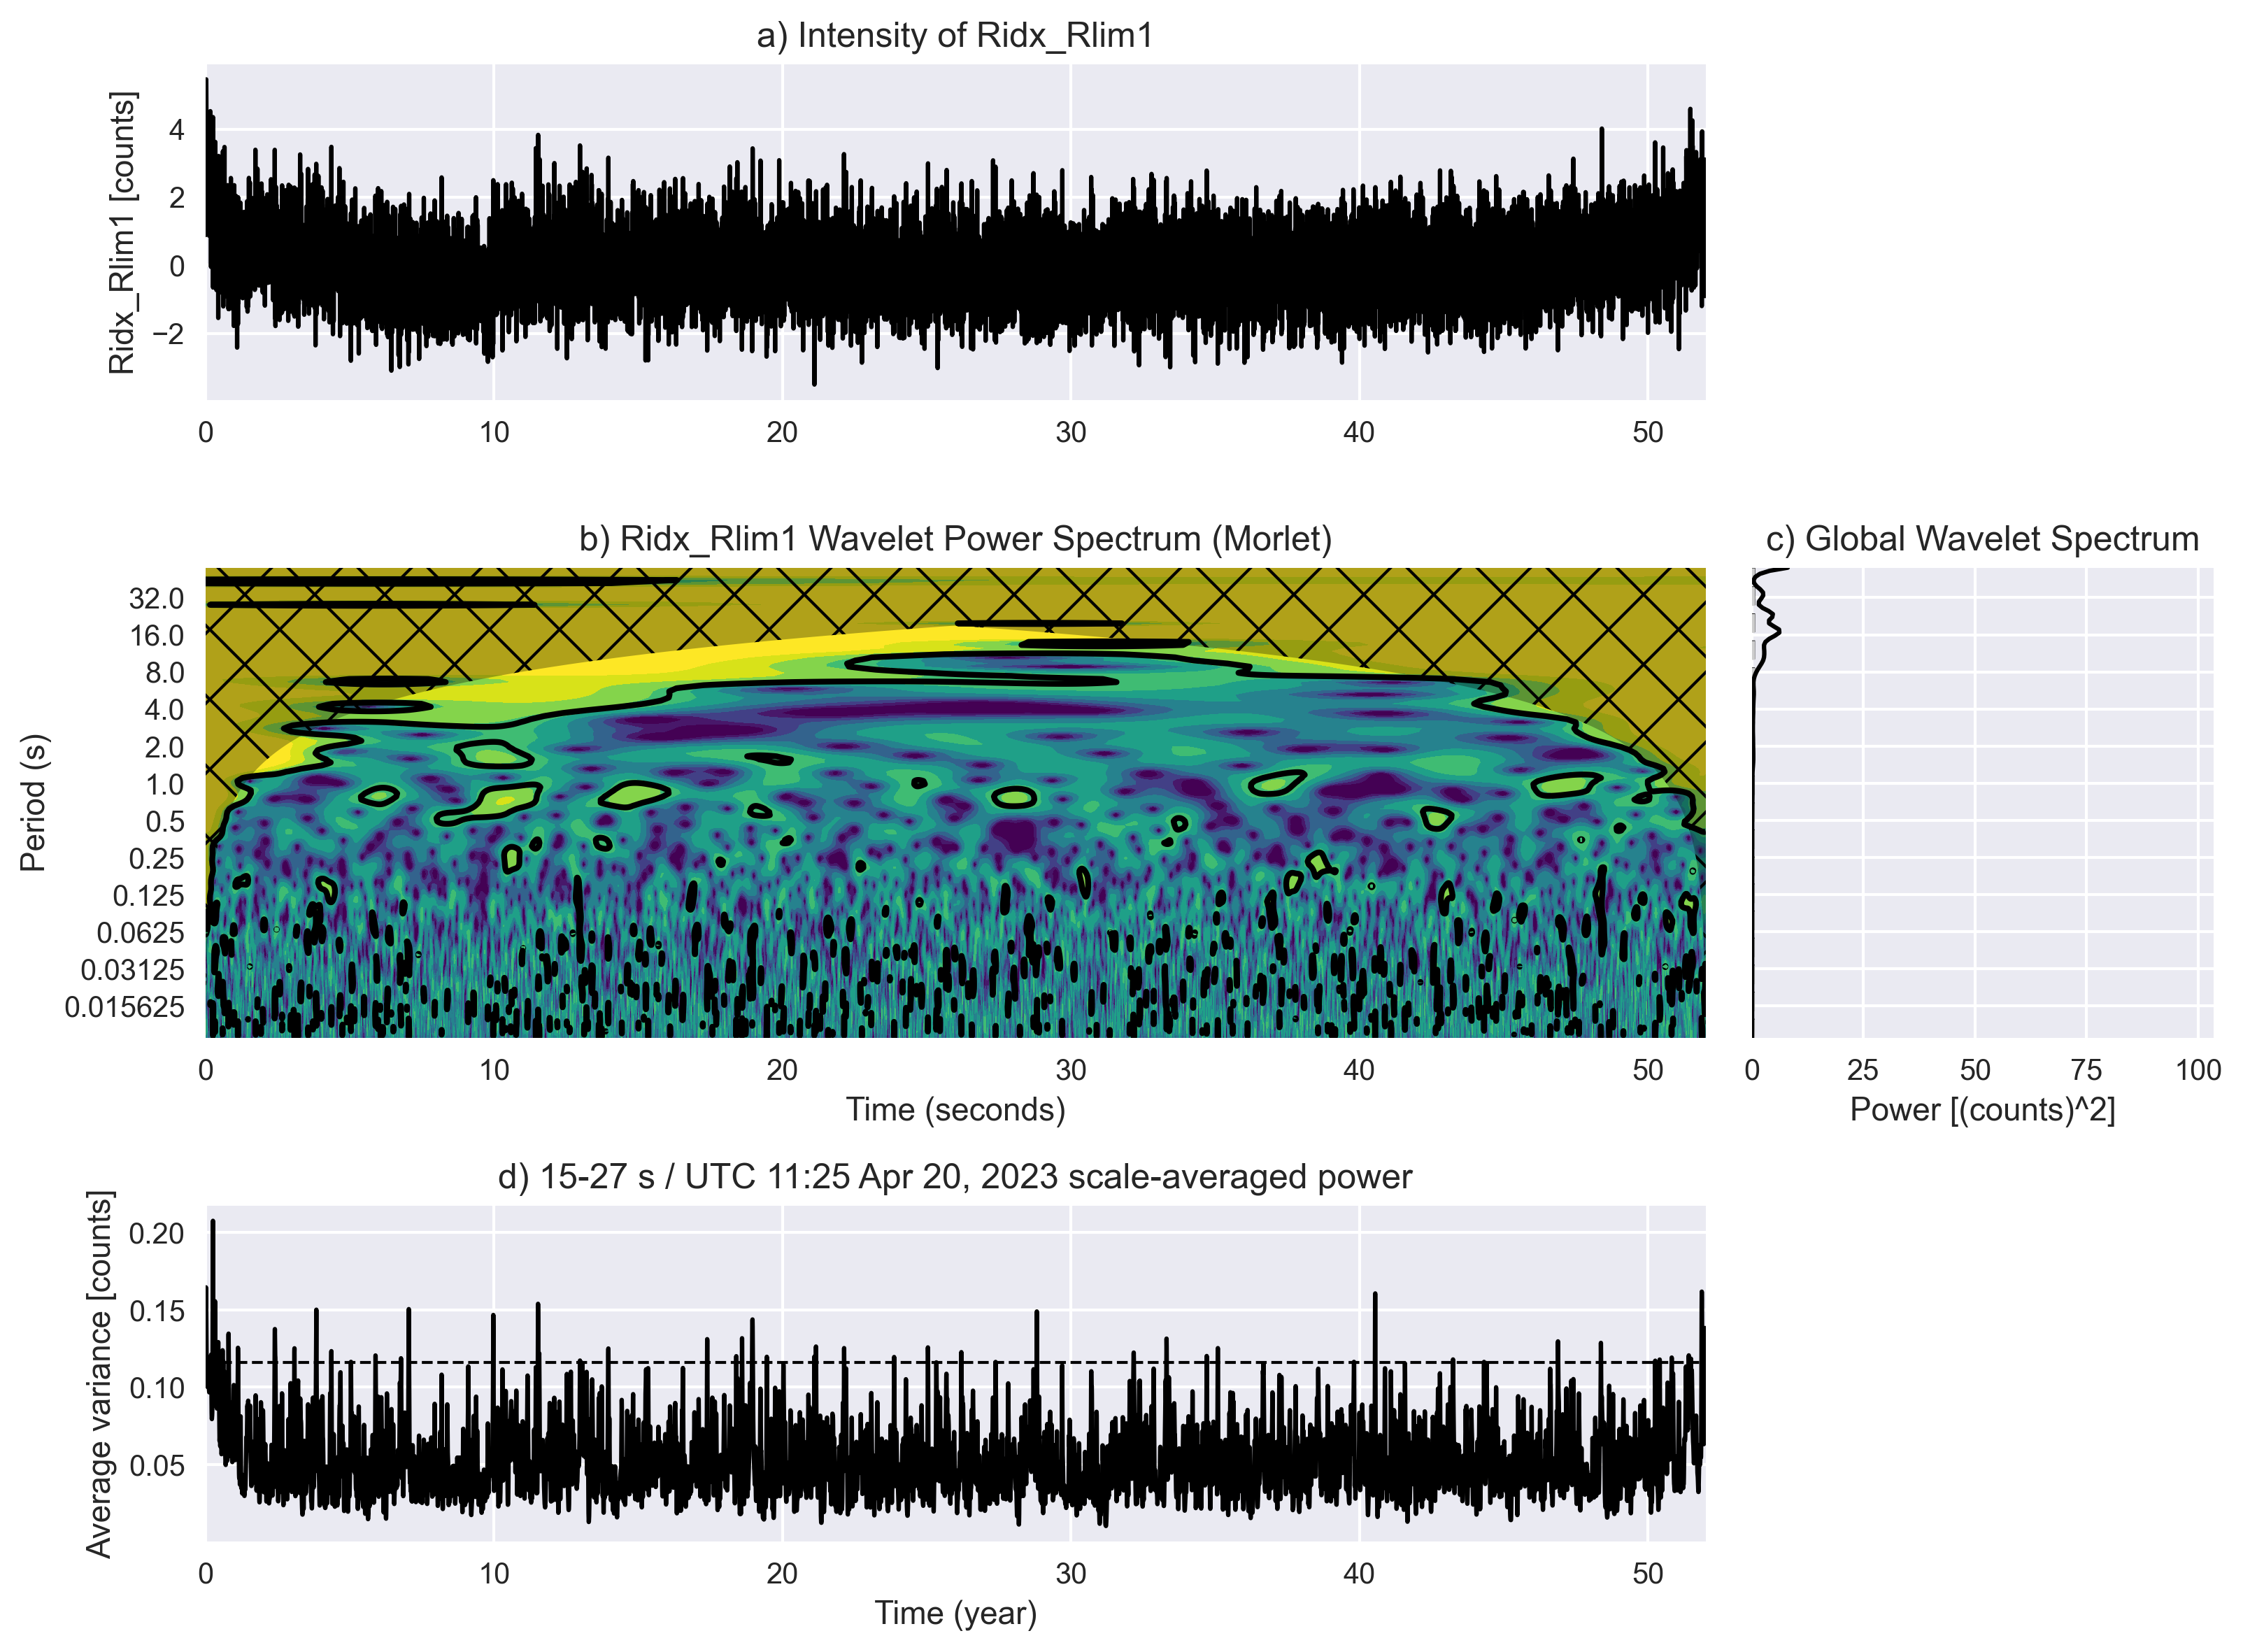 a) Intensity of Ridx_Rlim1
Ridx_Rlim1 [counts]
4
2
0
−2
0 10 20 30 40 50
b) Ridx_Rlim1 Wavelet Power Spectrum (Morlet)
Period (s)
32.0
16.0
8.0
4.0
2.0
1.0
0.5
0.25
0.125
0.0625
0.03125
0.015625
0 10 20 30 40 50
Time (seconds)
c) Global Wavelet Spectrum
0 25 50 75 100
Power [(counts)^2]
d) 15-27 s / UTC 11:25 Apr 20, 2023 scale-averaged power
Average variance [counts]
0.20
0.15
0.10
0.05
0 10 20 30 40 50
Time (year)